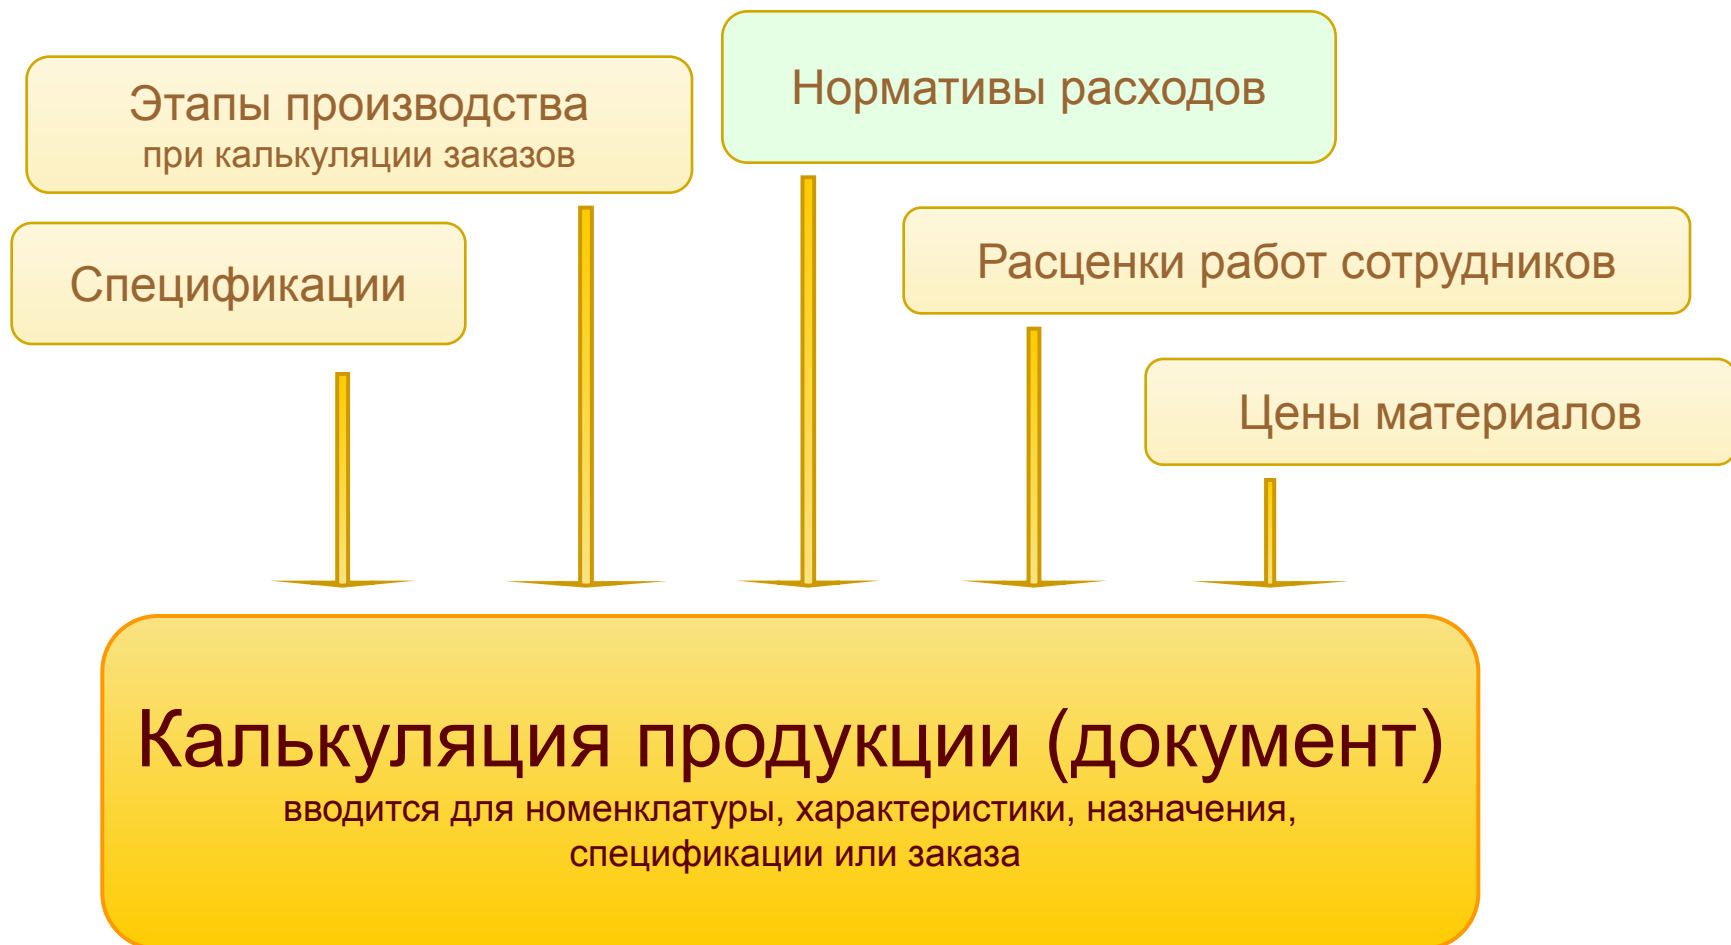 Нормативы расходов
Этапы производства
при калькуляции заказов
Спецификации
Расценки работ сотрудников
Цены материалов
Калькуляция продукции (документ)
вводится для номенклатуры, характеристики, назначения,
спецификации или заказа